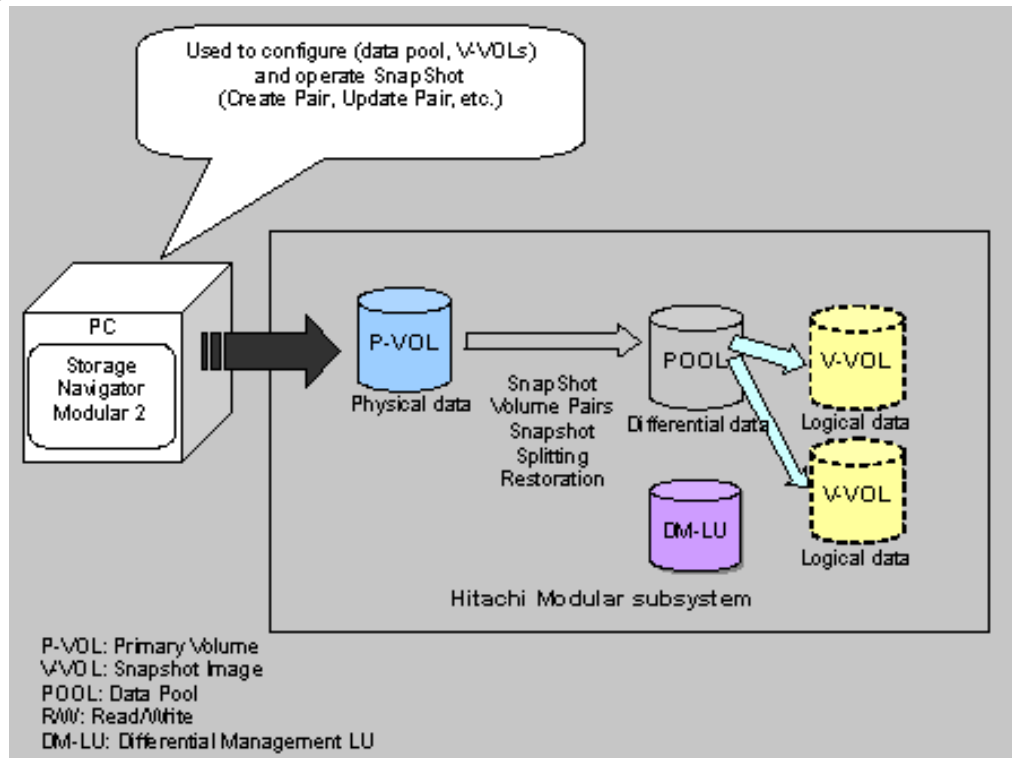 Used to configure (data pool, V-VOLs)
and operate SnapShot
(Create Pair, Update Pair, etc.)
PC
Storage
Navigator
Modular 2
P-VOL
Physical data
SnapShot
Volume Pairs
Snapshot
Splitting
Restoration
POOL
Differential data
V-VOL
Logical data
V-VOL
Logical data
DM-LU
Hitachi Modular subsystem
P-VOL: Primary Volume
V-VOL: Snapshot Image
POOL: Data Pool
R/W: Read/Write
DM-LU: Differential Management LU